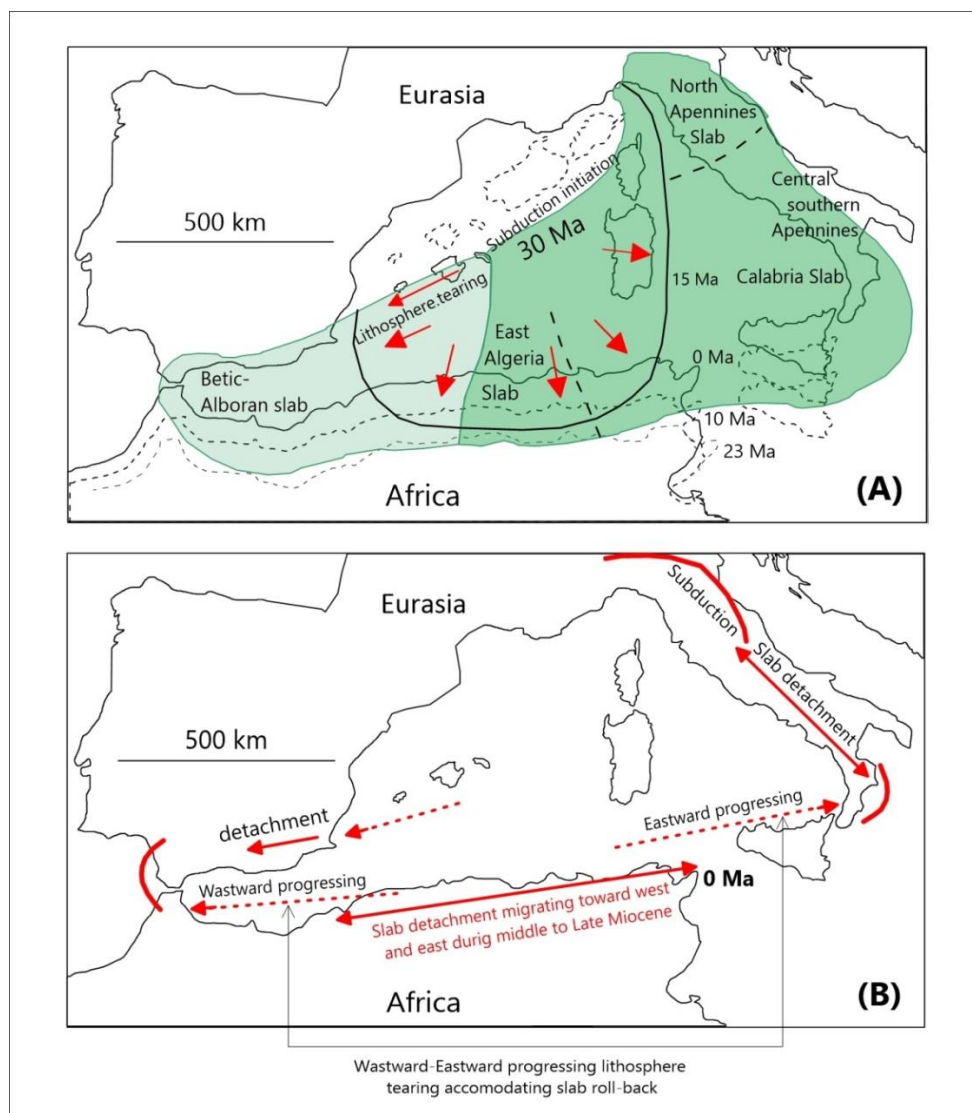 Eurasia
North
Apennines
Slab
500 km
Subduction initiation
30 Ma
Central
southern
Apennines
Calabria Slab
15 Ma
Lithosphere.tearing
East
Algeria
Slab
0 Ma
Betic-
Alboran slab
10 Ma
23 Ma
Africa
(A)
Eurasia
Subduction
Slab detachment
500 km
detachment
Eastward progressing
Wastward progressing
0 Ma
Slab detachment migrating toward west
and east durig middle to Late Miocene
Africa
(B)
Wastward-Eastward progressing lithosphere
tearing accomodating slab roll-back